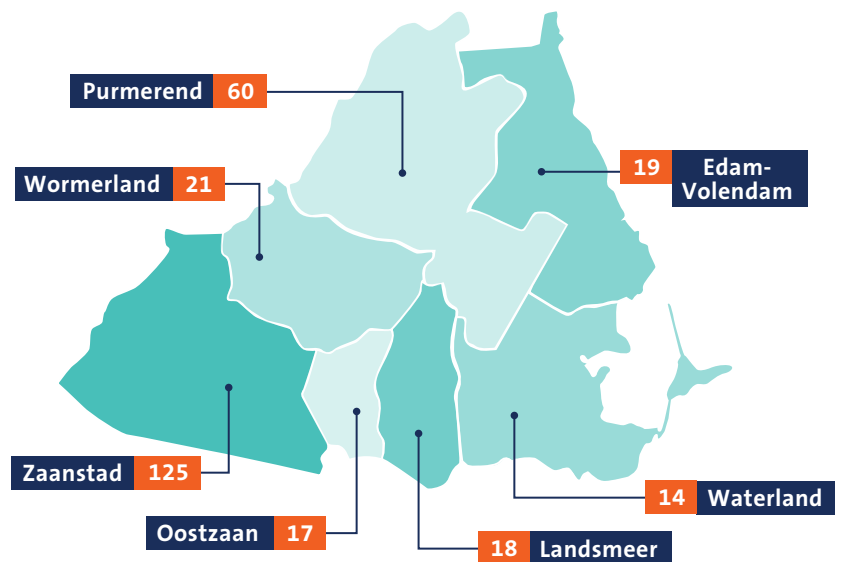 Purmerend 60
19 Edam-
Volendam
Wormerland 21
Zaanstad 125
14 Waterland
Oostzaan 17
18 Landsmeer